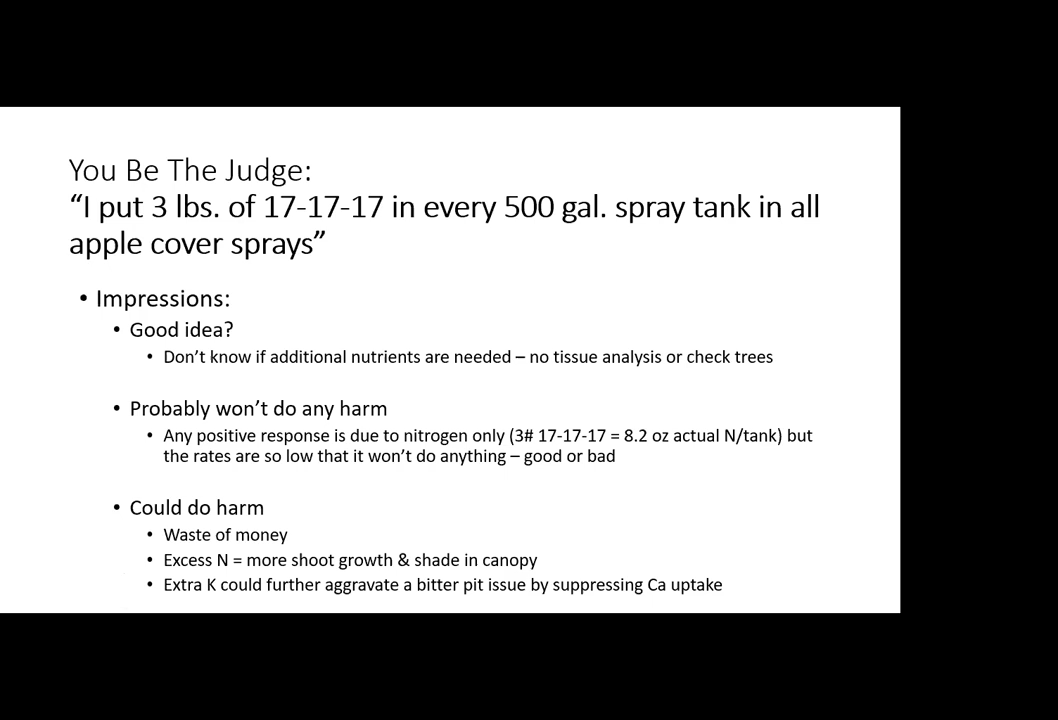 You Be The Judge:
“I put 3 lbs. of 17-17-17 in every 500 gal. spray tank in all
apple cover sprays”
• Impressions:
• Good idea?
• Don’t know if additional nutrients are needed – no tissue analysis or check trees
• Probably won’t do any harm
• Any positive response is due to nitrogen only (3# 17-17-17 = 8.2 oz actual N/tank) but
the rates are so low that it won’t do anything – good or bad
• Could do harm
• Waste of money
• Excess N = more shoot growth & shade in canopy
• Extra K could further aggravate a bitter pit issue by suppressing Ca uptake